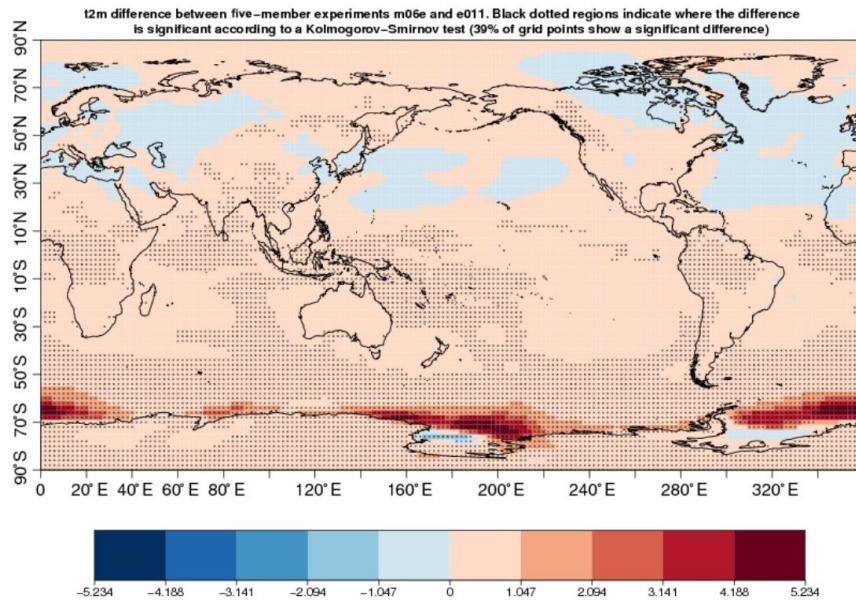 t2m difference between five−member experiments m06e and e011. Black dotted regions indicate where the difference
is significant according to a Kolmogorov−Smirnov test (39% of grid points show a significant difference)
90°N
70°N
50°N
30°N
10°N
10°S
30°S
50°S
70°S
90°S
0 20°E 40°E 60°E 80°E 120°E 160°E 200°E 240°E 280°E 320°E
−5.234 −4.188 −3.141 −2.094 −1.047 0 1.047 2.094 3.141 4.188 5.234